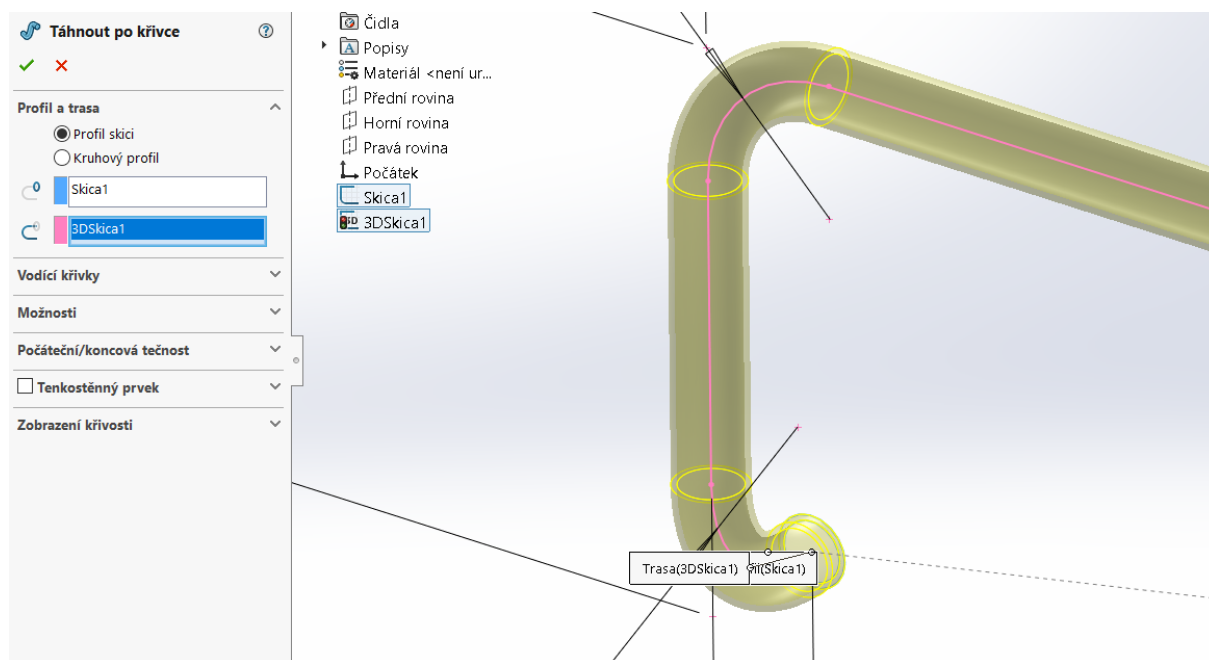 Táhnout po křivce
Profil a trasa
Profil skici
Kruhový profil
Skica1
3DSkica1
Vodící křivky
Možnosti
Počáteční/koncová tečnost
Tenkostěnný prvek
Zobrazení křivosti
Čidla
Popisy
Materiál <není ur...
Přední rovina
Horní rovina
Pravá rovina
Počátek
Skica1
3DSkica1
Trasa(3DSkica1)
(Skica1)